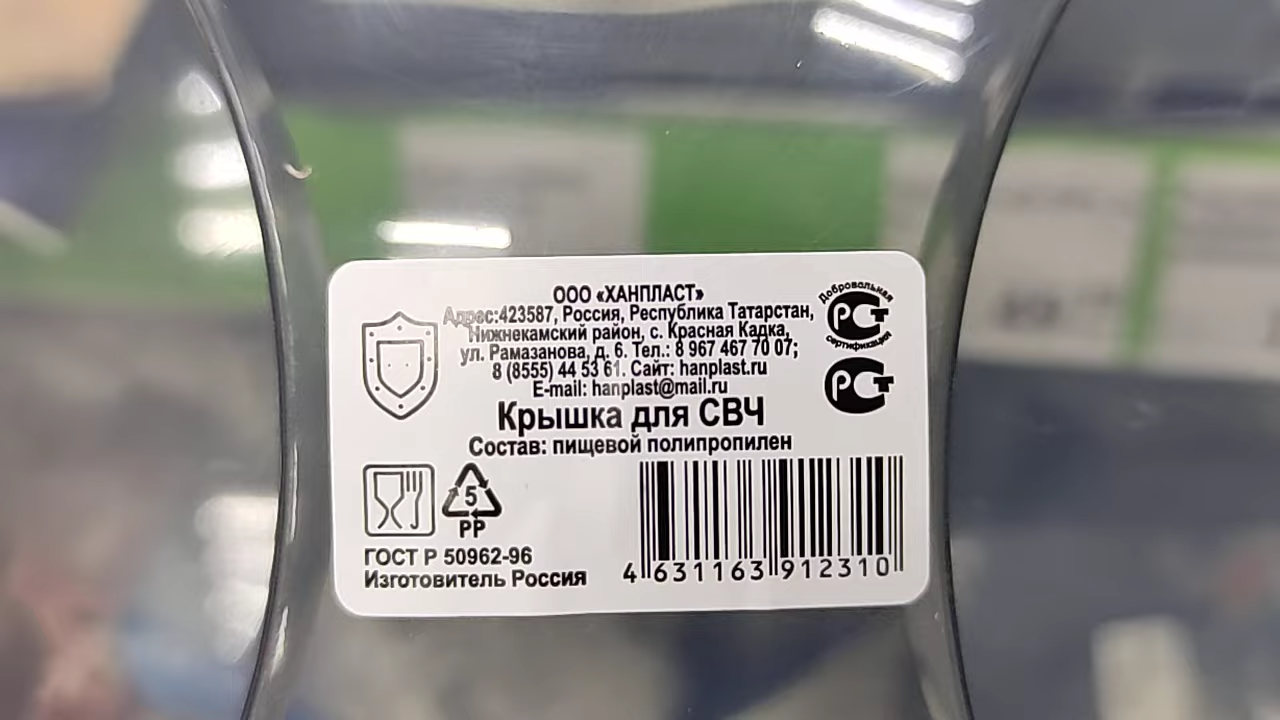 ООО «ХАНПЛАСТ»
Адрес:423587, Россия, Республика Татарстан,
Нижнекамский район, с. Красная Кадка,
ул. Рамазанова, д. 6. Тел.: 8 967 467 70 07;
8 (8555) 44 53 61. Сайт: hanplast.ru
E-mail: hanplast@mail.ru
Крышка для СВЧ
Состав: пищевой полипропилен
Добровольная
РСТ
сертификация
РСТ
5
PP
ГОСТ Р 50962-96
Изготовитель Россия
4 631163 912310